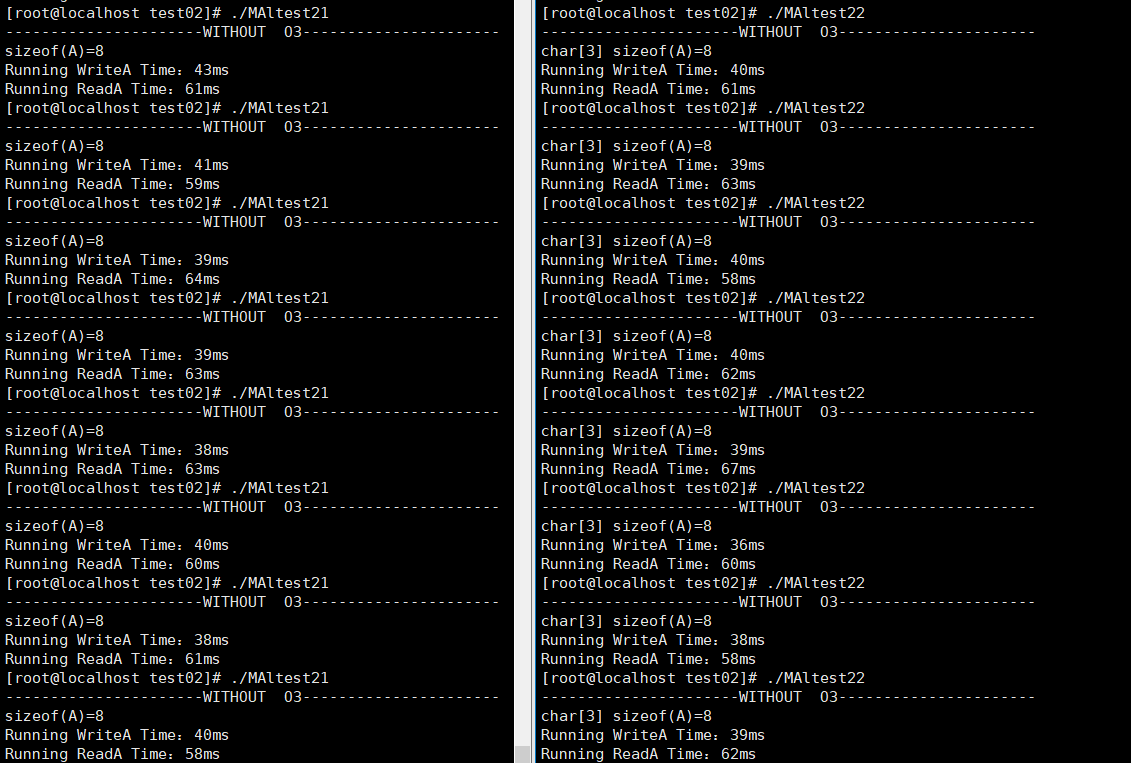 [root@localhost test02]# ./MAltest21
----------------------WITHOUT  O3----------------------
sizeof(A)=8
Running WriteA Time：43ms
Running ReadA Time：61ms
[root@localhost test02]# ./MAltest21
----------------------WITHOUT  O3----------------------
sizeof(A)=8
Running WriteA Time：41ms
Running ReadA Time：59ms
[root@localhost test02]# ./MAltest21
----------------------WITHOUT  O3----------------------
sizeof(A)=8
Running WriteA Time：39ms
Running ReadA Time：64ms
[root@localhost test02]# ./MAltest21
----------------------WITHOUT  O3----------------------
sizeof(A)=8
Running WriteA Time：39ms
Running ReadA Time：63ms
[root@localhost test02]# ./MAltest21
----------------------WITHOUT  O3----------------------
sizeof(A)=8
Running WriteA Time：38ms
Running ReadA Time：63ms
[root@localhost test02]# ./MAltest21
----------------------WITHOUT  O3----------------------
sizeof(A)=8
Running WriteA Time：40ms
Running ReadA Time：60ms
[root@localhost test02]# ./MAltest21
----------------------WITHOUT  O3----------------------
sizeof(A)=8
Running WriteA Time：38ms
Running ReadA Time：61ms
[root@localhost test02]# ./MAltest21
----------------------WITHOUT  O3----------------------
sizeof(A)=8
Running WriteA Time：40ms
Running ReadA Time：58ms
[root@localhost test02]# ./MAltest22
----------------------WITHOUT  O3----------------------
char[3] sizeof(A)=8
Running WriteA Time：40ms
Running ReadA Time：61ms
[root@localhost test02]# ./MAltest22
----------------------WITHOUT  O3----------------------
char[3] sizeof(A)=8
Running WriteA Time：39ms
Running ReadA Time：63ms
[root@localhost test02]# ./MAltest22
----------------------WITHOUT  O3----------------------
char[3] sizeof(A)=8
Running WriteA Time：40ms
Running ReadA Time：58ms
[root@localhost test02]# ./MAltest22
----------------------WITHOUT  O3----------------------
char[3] sizeof(A)=8
Running WriteA Time：40ms
Running ReadA Time：62ms
[root@localhost test02]# ./MAltest22
----------------------WITHOUT  O3----------------------
char[3] sizeof(A)=8
Running WriteA Time：39ms
Running ReadA Time：67ms
[root@localhost test02]# ./MAltest22
----------------------WITHOUT  O3----------------------
char[3] sizeof(A)=8
Running WriteA Time：36ms
Running ReadA Time：60ms
[root@localhost test02]# ./MAltest22
----------------------WITHOUT  O3----------------------
char[3] sizeof(A)=8
Running WriteA Time：38ms
Running ReadA Time：58ms
[root@localhost test02]# ./MAltest22
----------------------WITHOUT  O3----------------------
char[3] sizeof(A)=8
Running WriteA Time：39ms
Running ReadA Time：62ms